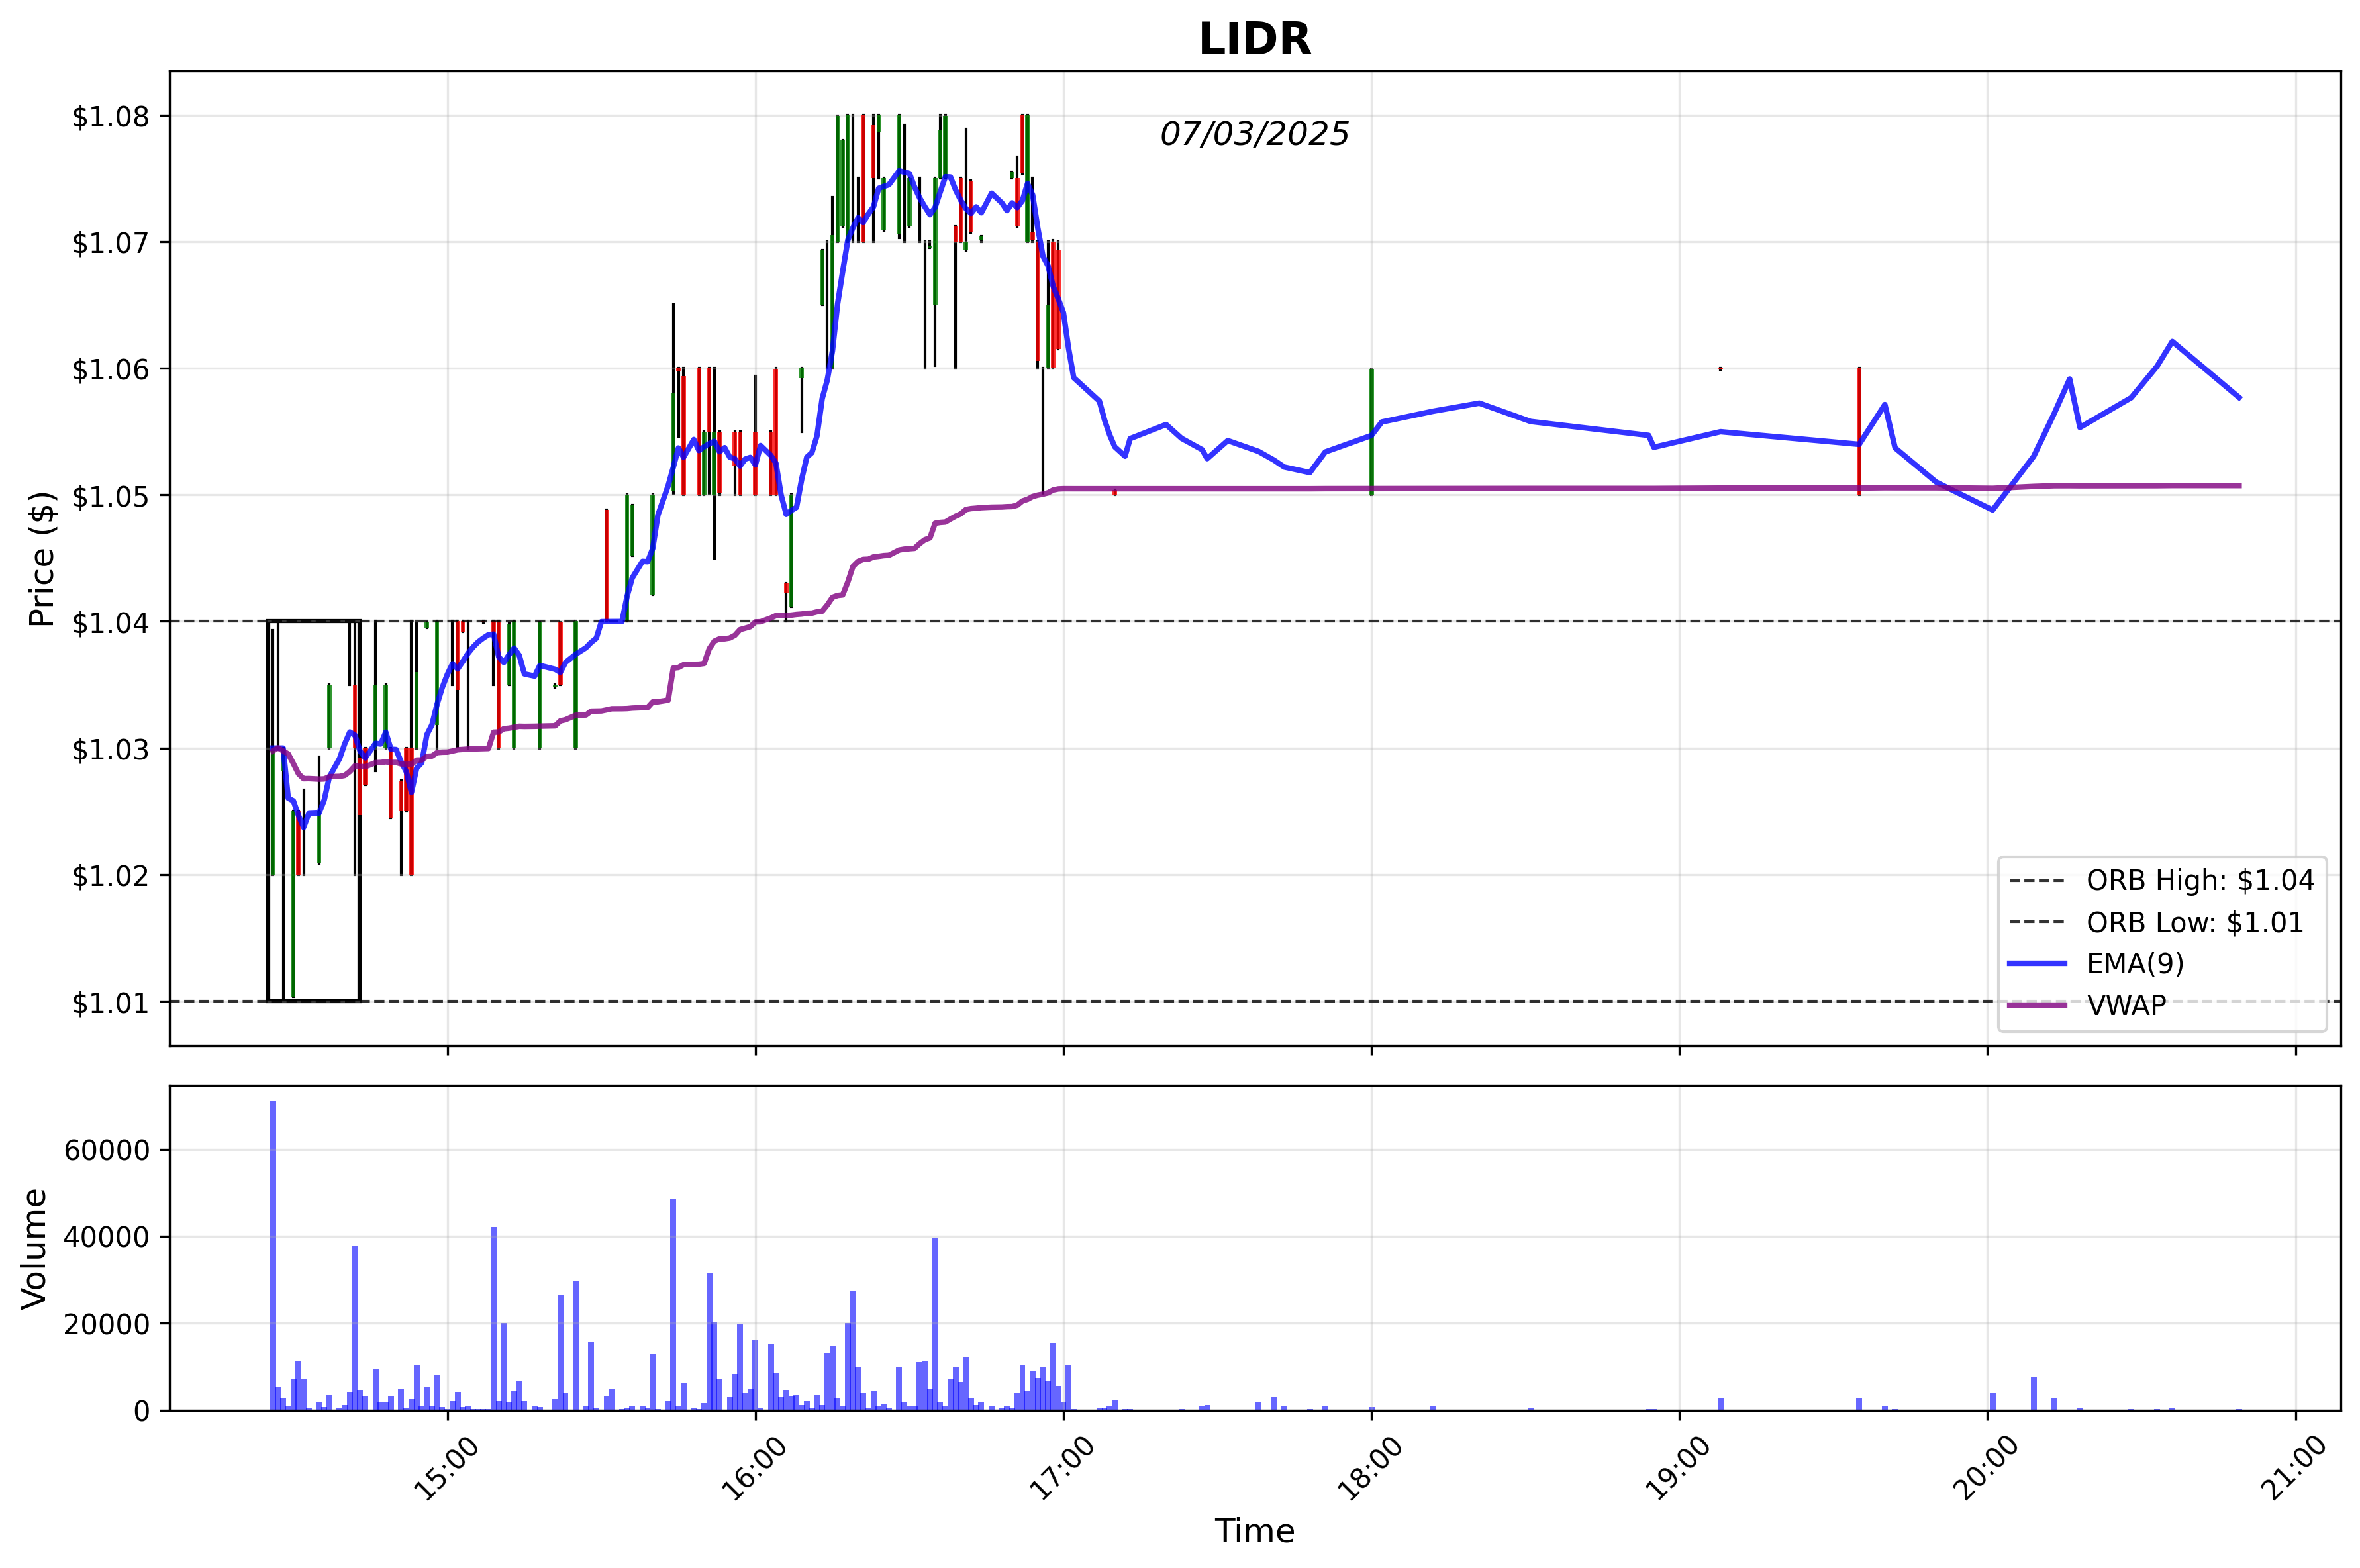 LIDR
07/03/2025
Price ($)
$1.08
$1.07
$1.06
$1.05
$1.04
$1.03
$1.02
$1.01
ORB High: $1.04
ORB Low: $1.01
EMA(9)
VWAP
Volume
60000
40000
20000
0
15:00
16:00
17:00
18:00
19:00
20:00
21:00
Time